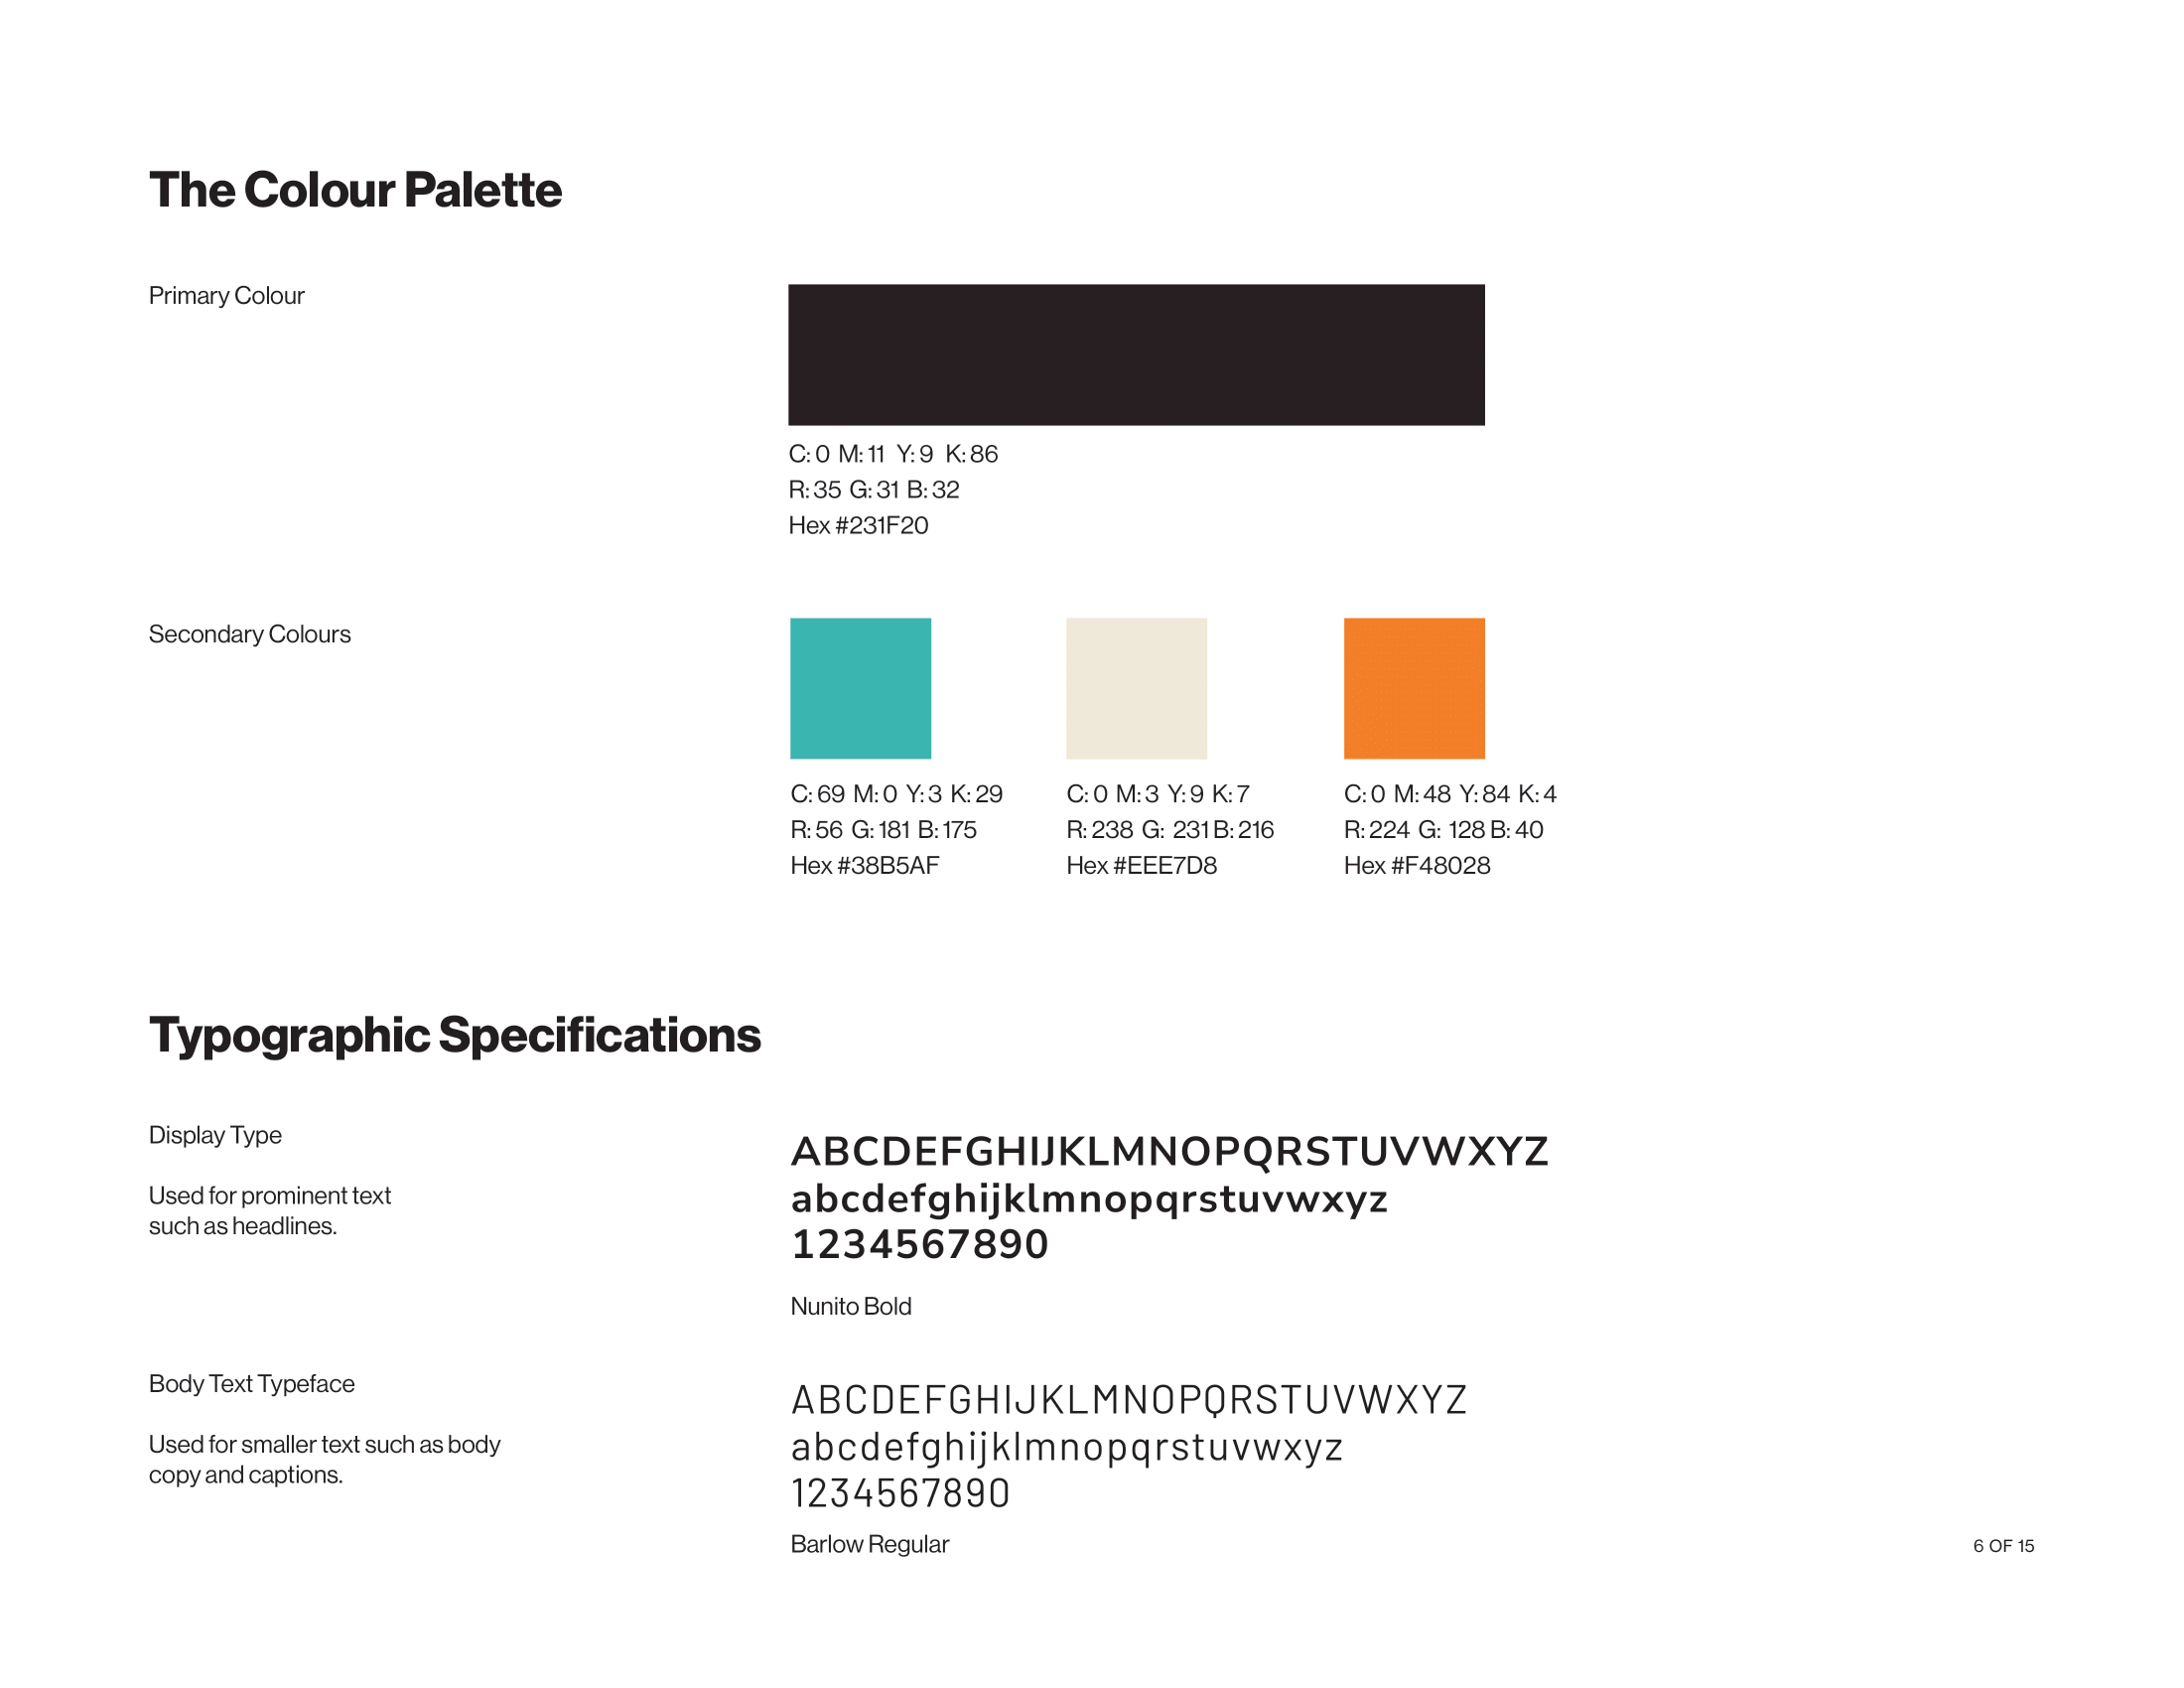 The Colour Palette
Primary Colour
C: 0 M: 11 Y: 9 K: 86
R: 35 G: 31 B: 32
Hex #231F20
Secondary Colours
C: 69 M: 0 Y: 3 K: 29
R: 56 G: 181 B: 175
Hex #38B5AF
C: 0 M: 3 Y: 9 K: 7
R: 238 G: 231 B: 216
Hex #EEE7D8
C: 0 M: 48 Y: 84 K: 4
R: 224 G: 128 B: 40
Hex #F48028
Typographic Specifications
Display Type
Used for prominent text
such as headlines.
ABCDEFGHIJKLMNOPQRSTUVWXYZ
abcdefghijklmnopqrstuvwxyz
1234567890
Nunito Bold
Body Text Typeface
Used for smaller text such as body
copy and captions.
ABCDEFGHIJKLMNOPQRSTUVWXYZ
abcdefghijklmnopqrstuvwxyz
1234567890
Barlow Regular
6 OF 15